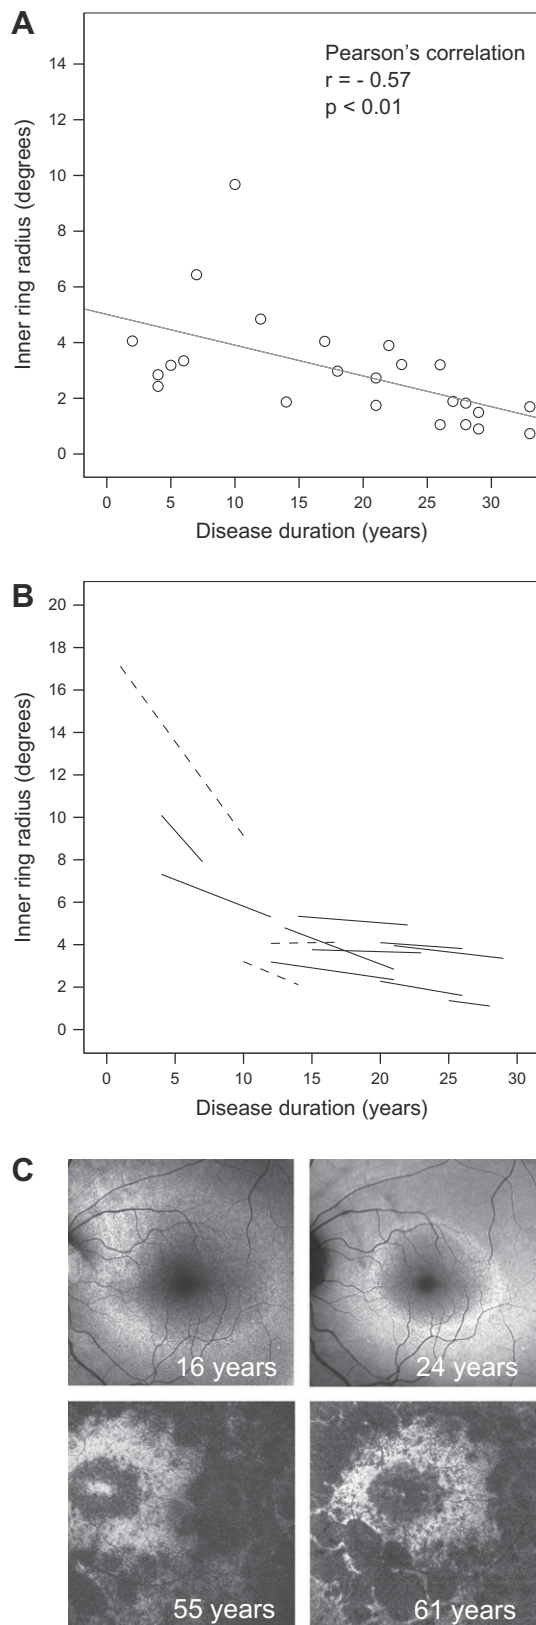 A
Pearson's correlation
r = - 0.57
p < 0.01
Inner ring radius (degrees)
14
12
10
8
6
4
2
0
0 5 10 15 20 25 30
Disease duration (years)
B
Inner ring radius (degrees)
20
18
16
14
12
10
8
6
4
2
0
0 5 10 15 20 25 30
Disease duration (years)
C
16 years 24 years
55 years 61 years